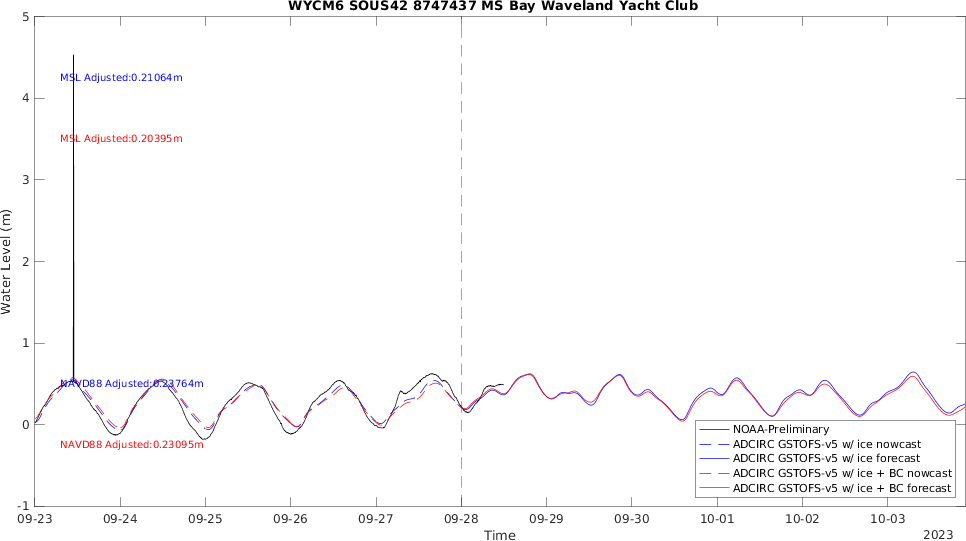 WYCM6 SOUS42 8747437 MS Bay Waveland Yacht Club
5
4
3
2
1
0
-1
Water Level (m)
MSL Adjusted:0.21064m
MSL Adjusted:0.20395m
NAVD88 Adjusted:0.23764m
NAVD88 Adjusted:0.23095m
NOAA-Preliminary
ADCIRC GSTOFS-v5 w/ ice nowcast
ADCIRC GSTOFS-v5 w/ ice forecast
ADCIRC GSTOFS-v5 w/ ice + BC nowcast
ADCIRC GSTOFS-v5 w/ ice + BC forecast
09-23 09-24 09-25 09-26 09-27 09-28 09-29 09-30 10-01 10-02 10-03
Time
2023